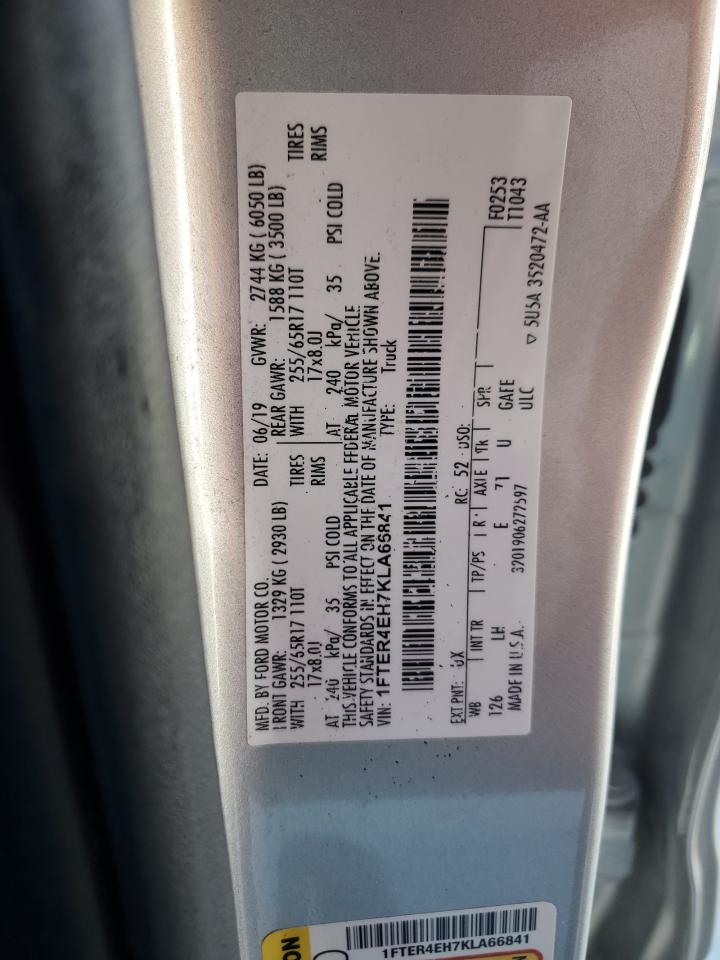 MFD. BY FORD MOTOR CO. DATE: 06/19 GVWR: 2744 KG ( 6050 LB)
FRONT GAWR: 1329 KG ( 2930 LB) REAR GAWR: 1588 KG ( 3500 LB)
WITH 255/65R17 110T TIRES WITH 255/65R17 110T TIRES
17x8.0J RIMS 17x8.0J RIMS
AT 240 kPa/ 35 PSI COLD AT 240 kPa/ 35 PSI COLD
THIS VEHICLE CONFORMS TO ALL APPLICABLE FEDERAL MOTOR VEHICLE
SAFETY STANDARDS IN EFFECT ON THE DATE OF MANUFACTURE SHOWN ABOVE.
VIN: 1FTER4EH7KLA66841 TYPE: Truck
EXT PNT: UX RC: 52 DSO:
WB INT TR TP/PS R AXLE TR SPR F0253
126 LH E 71 U GAFE T1043
MADE IN U.S.A. 3201906272597 ULC
▽ 5U5A 3520472-AA
ON
1FTER4EH7KLA66841